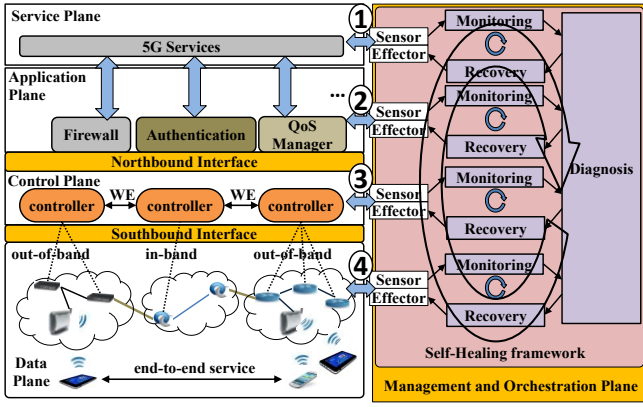 Service Plane
5G Services
Application
Plane
...
Firewall
Authentication
QoS
Manager
Northbound Interface
Control Plane
controller
WE
controller
WE
controller
Southbound Interface
out-of-band
in-band
out-of-band
Data
Plane
end-to-end service
1
2
3
4
Sensor
Effector
Sensor
Effector
Sensor
Effector
Sensor
Effector
Monitoring
Recovery
Monitoring
Recovery
Monitoring
Recovery
Monitoring
Recovery
Diagnosis
Self-Healing framework
Management and Orchestration Plane